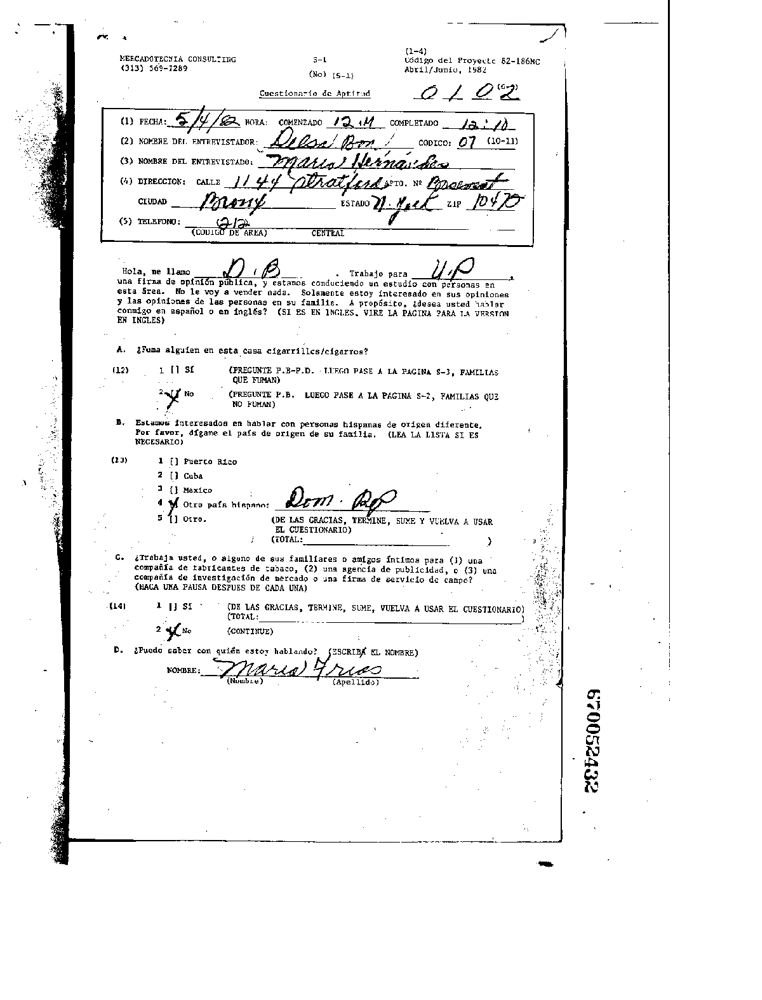 MERCADOTECNIA CONSULTING
(313) 569-7289
S-1
(No) (5-1)
(1-4)
Código del Proyecto 82-186MC
Abril/Junio, 1982
Cuestionario de Aptitud
0 1 0 2
(1) FECHA: 5/4/82 HORA: COMENZADO 12 M COMPLETADO 12:10
(2) NOMBRE DEL ENTREVISTADOR: Bon CODICO: 07 (10-11)
(3) NOMBRE DEL ENTREVISTADO: Maria Hernandes
(4) DIRECCION: CALLE 1144 Stratford APTO. Nº Basement
CIUDAD Bronx ESTADO N. York ZIP 10470
(5) TELEFONO: 212
(CODIGO DE AREA) CENTRAL
Hola, me llamo D. B . Trabajo para U.P ,
una firma de opinión pública, y estamos conduciendo un estudio con personas en
esta área. No le voy a vender nada. Solamente estoy interesado en sus opiniones
y las opiniones de las personas en su familia. A propósito, ¿desea usted hablar
conmigo en español o en inglés? (SI ES EN INGLES, VIRE LA PAGINA PARA LA VERSION
EN INGLES)
A. ¿Fuma alguien en esta casa cigarrillos/cigarros?
(12) 1 [] Sí (PREGUNTE P.B-P.D. LUEGO PASE A LA PAGINA S-3, FAMILIAS
QUE FUMAN)
2 [] No (PREGUNTE P.B. LUEGO PASE A LA PAGINA S-2, FAMILIAS QUE
NO FUMAN)
B. Estamos interesados en hablar con personas hispanas de origen diferente.
Por favor, dígame el país de origen de su familia. (LEA LA LISTA SI ES
NECESARIO)
(13) 1 [] Puerto Rico
2 [] Cuba
3 [] Mexico
4 [] Otro país hispano: Dom. Rep
5 [] Otro. (DE LAS GRACIAS, TERMINE, SUME Y VUELVA A USAR
EL CUESTIONARIO)
(TOTAL: )
C. ¿Trabaja usted, o alguno de sus familiares o amigos íntimos para (1) una
compañía de fabricantes de tabaco, (2) una agencia de publicidad, o (3) una
compañía de investigación de mercado o una firma de servicio de campo?
(HAGA UNA PAUSA DESPUES DE CADA UNA)
(14) 1 [] Sí (DE LAS GRACIAS, TERMINE, SUME, VUELVA A USAR EL CUESTIONARIO)
(TOTAL: )
2 [] No (CONTINUE)
D. ¿Puedo saber con quién estoy hablando? (ESCRIBA EL NOMBRE)
NOMBRE: Maria Frias
(Nombre) (Apellido)
670052432